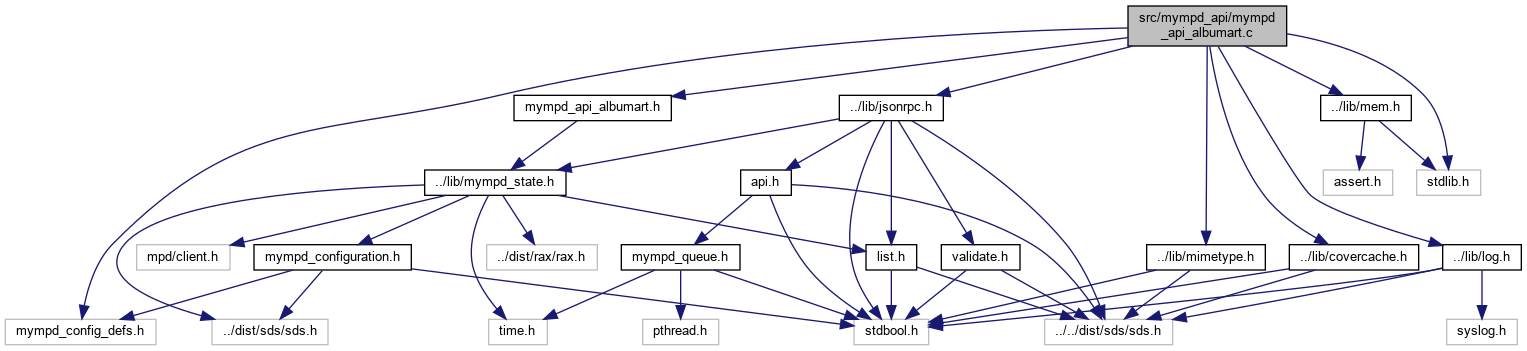 src/mympd_api/mympd
_api_albumart.c
mympd_api_albumart.h
../lib/jsonrpc.h
../lib/mem.h
../lib/mympd_state.h
api.h
assert.h
stdlib.h
mpd/client.h
mympd_configuration.h
../dist/rax/rax.h
mympd_queue.h
list.h
validate.h
../lib/mimetype.h
../lib/covercache.h
../lib/log.h
mympd_config_defs.h
../dist/sds/sds.h
time.h
pthread.h
stdbool.h
../../dist/sds/sds.h
syslog.h